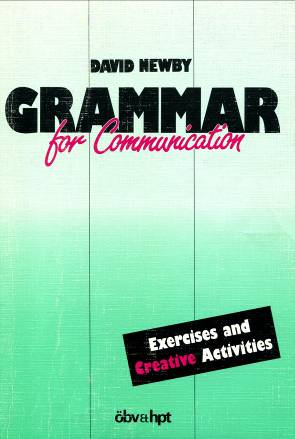 DAVID NEWBY
GRAMMAR
for Communication
Exercises and
Creative Activities
öbv&hpt